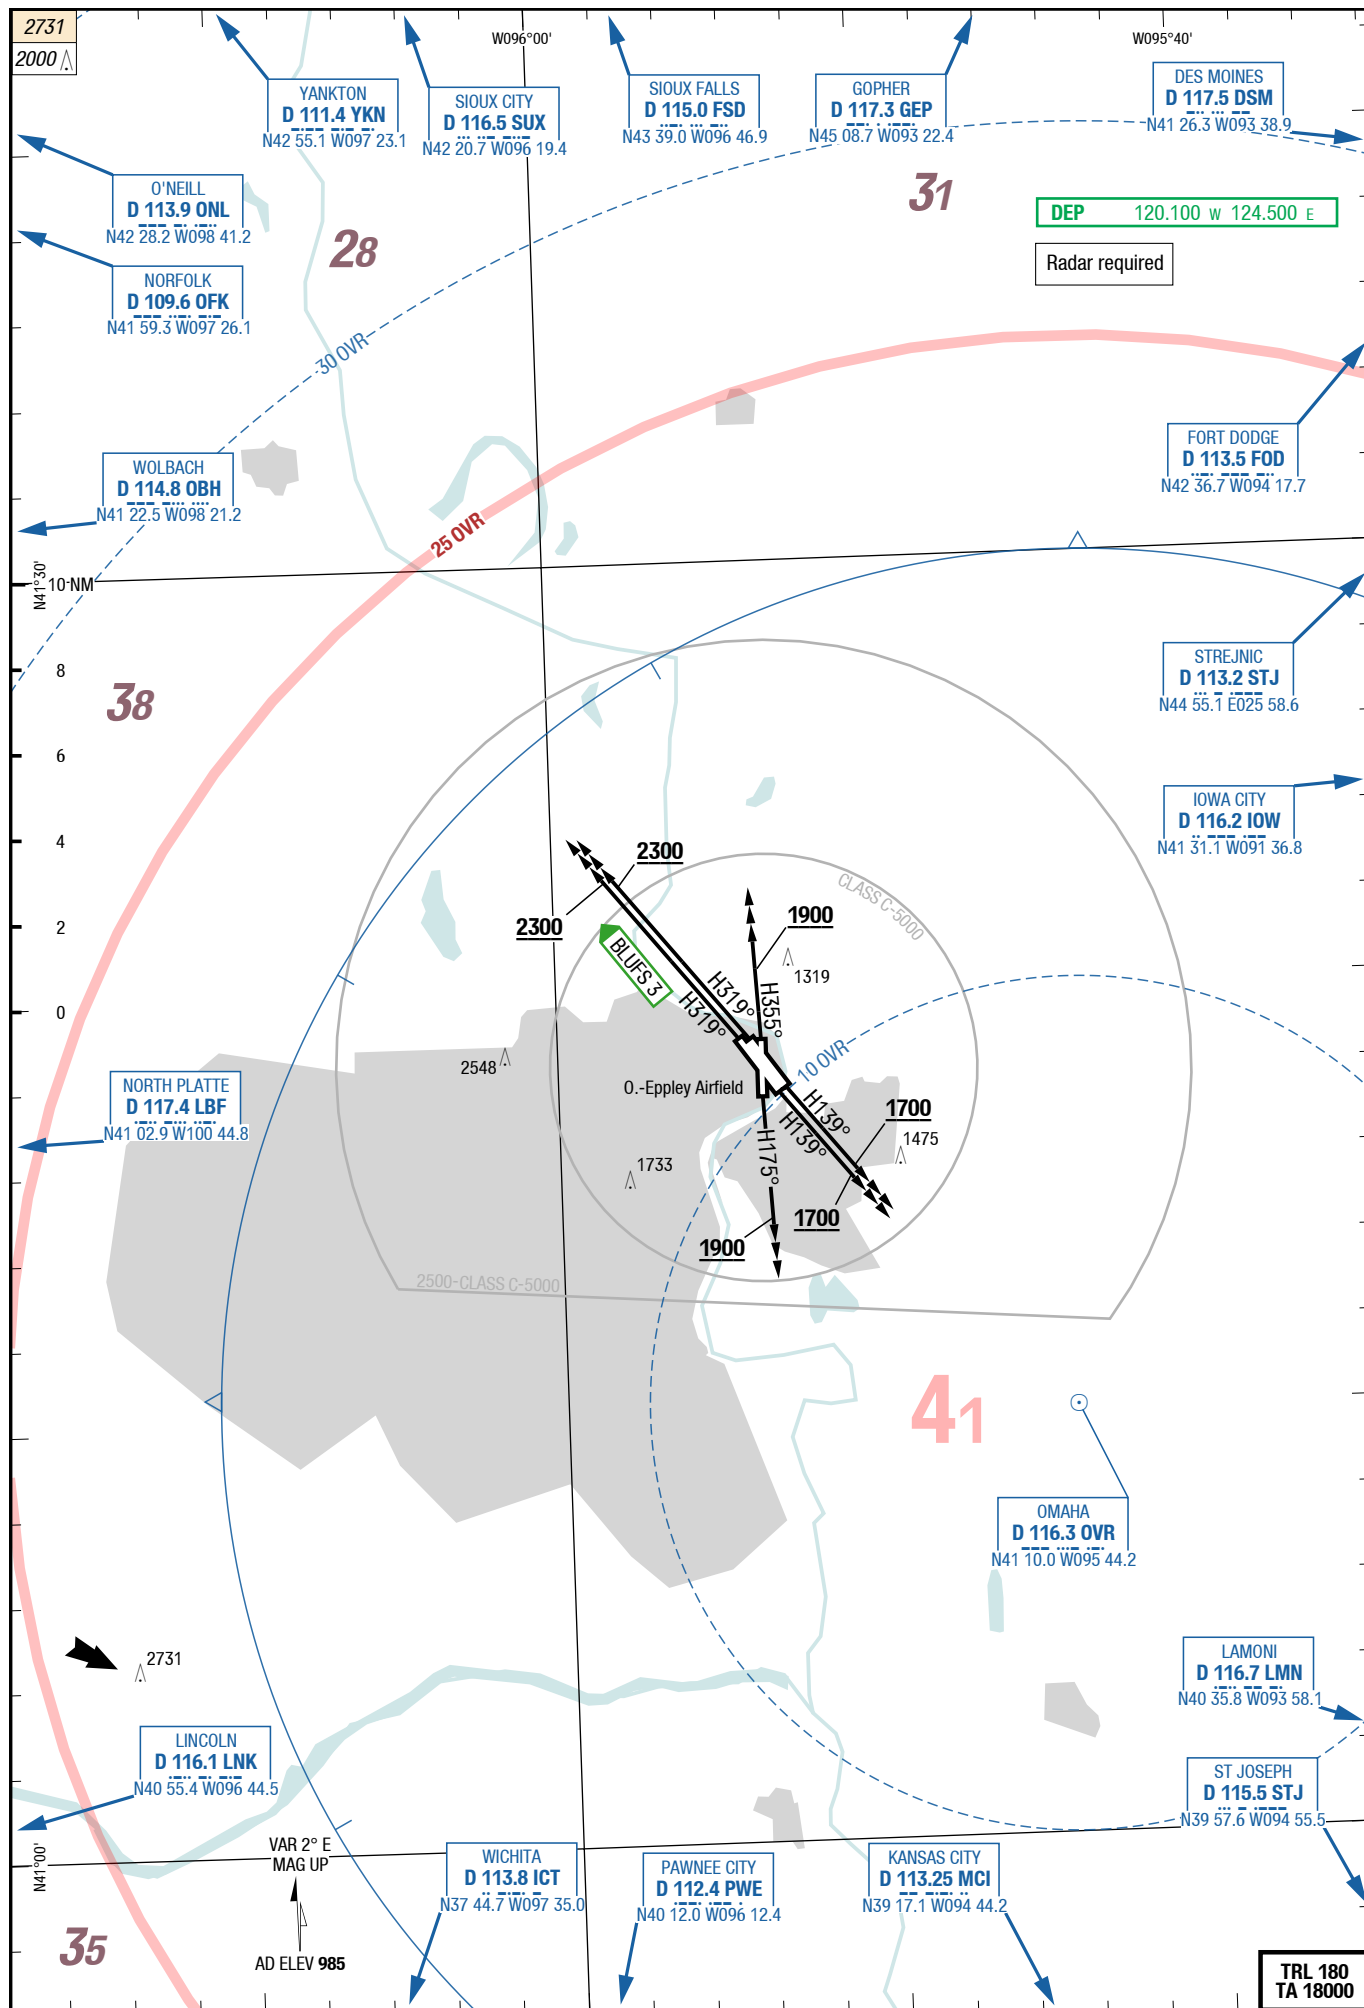 2731
2000
W096°00'
W095°40'
YANKTON
D 111.4 YKN
N42 55.1 W097 23.1
SIOUX CITY
D 116.5 SUX
N42 20.7 W096 19.4
SIOUX FALLS
D 115.0 FSD
N43 39.0 W096 46.9
GOPHER
D 117.3 GEP
N45 08.7 W093 22.4
DES MOINES
D 117.5 DSM
N41 26.3 W093 38.9
O'NEILL
D 113.9 ONL
N42 28.2 W098 41.2
31
DEP 120.100 W 124.500 E
28
Radar required
NORFOLK
D 109.6 OFK
N41 59.3 W097 26.1
30 OVR
WOLBACH
D 114.8 OBH
N41 22.5 W098 21.2
FORT DODGE
D 113.5 FOD
N42 36.7 W094 17.7
25 OVR
N41°30'
10 NM
8
6
4
2
0
38
STREJNIC
D 113.2 STJ
N44 55.1 E025 58.6
IOWA CITY
D 116.2 IOW
N41 31.1 W091 36.8
2300
2300
CLASS C-5000
1900
1319
BLUFS 3
H319°
H319°
H355°
2548
10 OVR
O.-Eppley Airfield
NORTH PLATTE
D 117.4 LBF
N41 02.9 W100 44.8
H139°
H139°
H175°
1700
1475
1733
1700
1900
2500-CLASS C-5000
41
OMAHA
D 116.3 OVR
N41 10.0 W095 44.2
2731
LAMONI
D 116.7 LMN
N40 35.8 W093 58.1
LINCOLN
D 116.1 LNK
N40 55.4 W096 44.5
ST JOSEPH
D 115.5 STJ
N39 57.6 W094 55.5
N41°00'
VAR 2° E
MAG UP
AD ELEV 985
WICHITA
D 113.8 ICT
N37 44.7 W097 35.0
PAWNEE CITY
D 112.4 PWE
N40 12.0 W096 12.4
KANSAS CITY
D 113.25 MCI
N39 17.1 W094 44.2
35
TRL 180
TA 18000